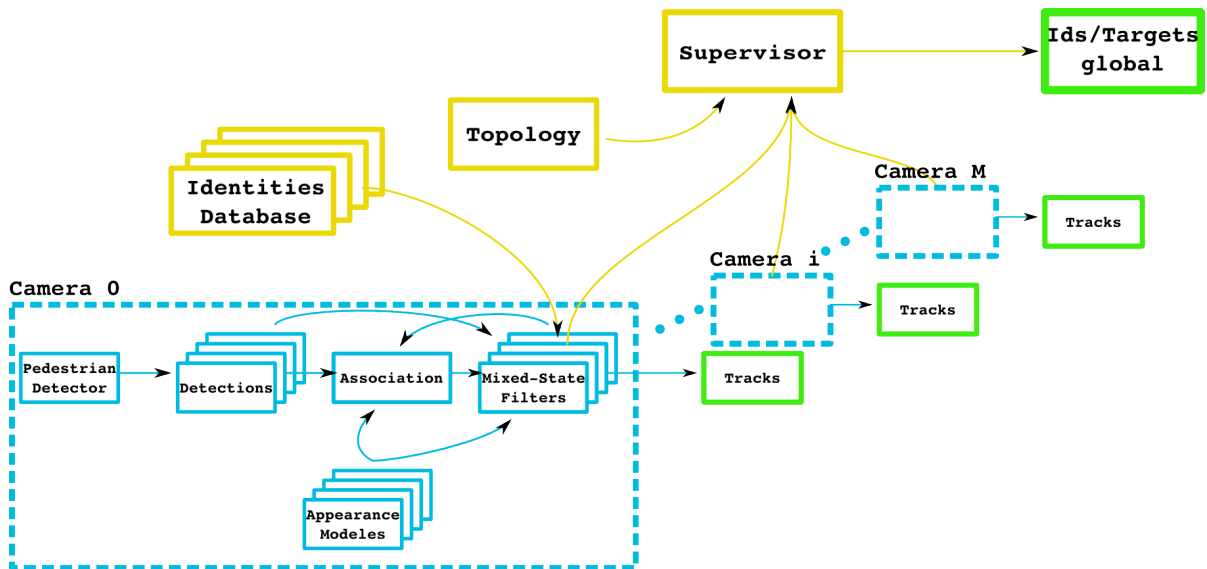 Supervisor
Ids/Targets
global
Topology
Identities
Database
Camera M
Tracks
Camera i
Tracks
Camera 0
Pedestrian
Detector
Detections
Association
Mixed-State
Filters
Tracks
Appearance
Modeles